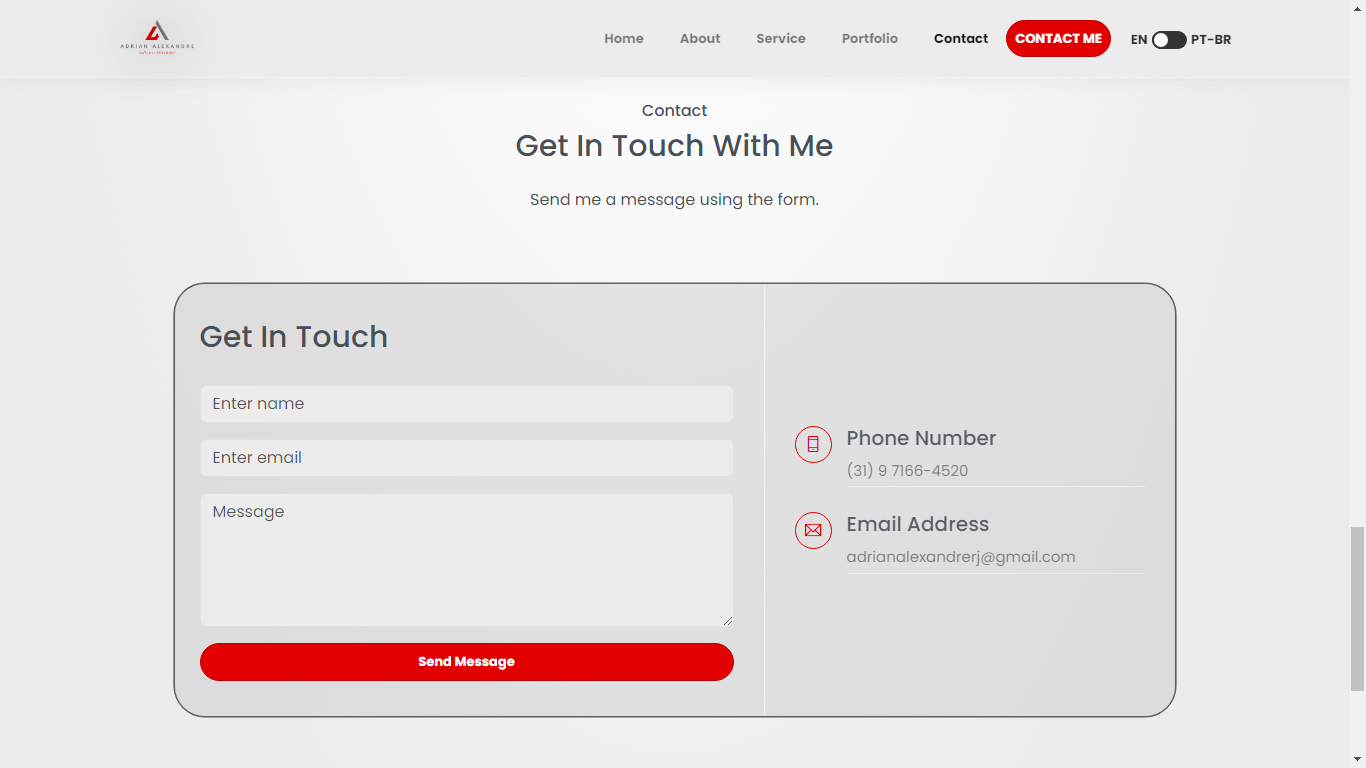 ADRIAN ALEXANDRE
Home About Service Portfolio Contact CONTACT ME EN PT-BR
Contact
Get In Touch With Me
Send me a message using the form.
Get In Touch
Enter name
Enter email
Message
Send Message
Phone Number
(31) 9 7166-4520
Email Address
adrianalexandrerj@gmail.com